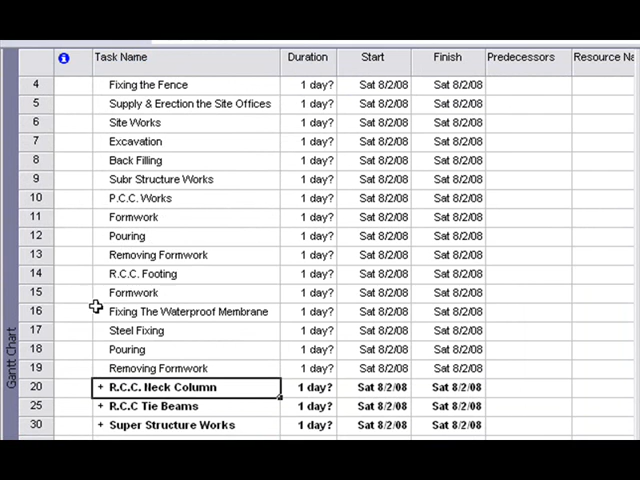 Task Name Duration Start Finish Predecessors Resource Na
4 Fixing the Fence 1 day? Sat 8/2/08 Sat 8/2/08
5 Supply & Erection the Site Offices 1 day? Sat 8/2/08 Sat 8/2/08
6 Site Works 1 day? Sat 8/2/08 Sat 8/2/08
7 Excavation 1 day? Sat 8/2/08 Sat 8/2/08
8 Back Filling 1 day? Sat 8/2/08 Sat 8/2/08
9 Subr Structure Works 1 day? Sat 8/2/08 Sat 8/2/08
10 P.C.C. Works 1 day? Sat 8/2/08 Sat 8/2/08
11 Formwork 1 day? Sat 8/2/08 Sat 8/2/08
12 Pouring 1 day? Sat 8/2/08 Sat 8/2/08
13 Removing Formwork 1 day? Sat 8/2/08 Sat 8/2/08
14 R.C.C. Footing 1 day? Sat 8/2/08 Sat 8/2/08
15 Formwork 1 day? Sat 8/2/08 Sat 8/2/08
16 Fixing The Waterproof Membrane 1 day? Sat 8/2/08 Sat 8/2/08
17 Steel Fixing 1 day? Sat 8/2/08 Sat 8/2/08
18 Pouring 1 day? Sat 8/2/08 Sat 8/2/08
19 Removing Formwork 1 day? Sat 8/2/08 Sat 8/2/08
20 + R.C.C. Neck Column 1 day? Sat 8/2/08 Sat 8/2/08
25 + R.C.C Tie Beams 1 day? Sat 8/2/08 Sat 8/2/08
30 + Super Structure Works 1 day? Sat 8/2/08 Sat 8/2/08
Gantt Chart